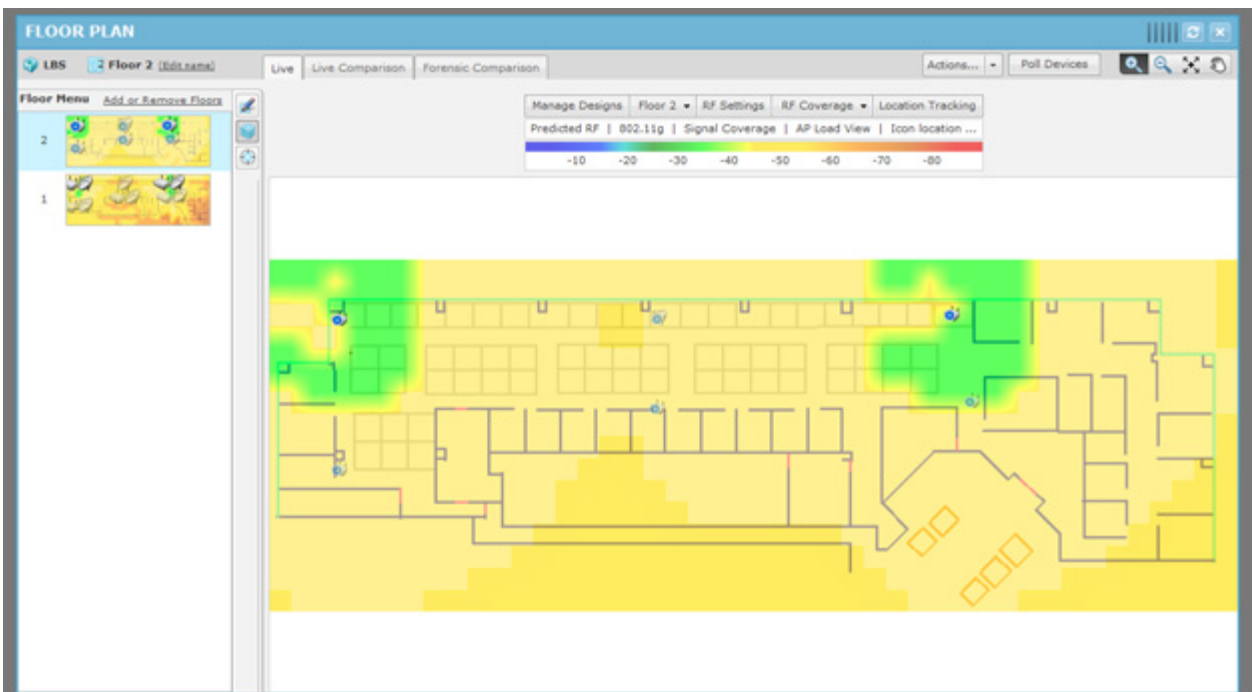 FLOOR PLAN
LBS Floor 2 (Edit name)
Live Live Comparison Forensic Comparison
Actions... Poll Devices
Floor Menu Add or Remove Floors
2
1
Manage Designs Floor 2 RF Settings RF Coverage Location Tracking
Predicted RF | 802.11g | Signal Coverage | AP Load View | Icon location ...
-10 -20 -30 -40 -50 -60 -70 -80